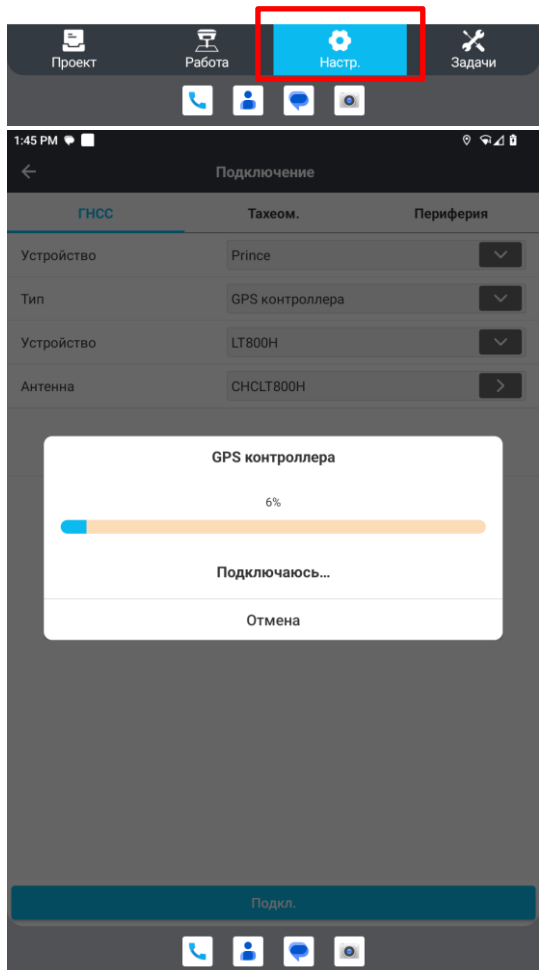 Проект Работа Настр. Задачи
1:45 PM
Подключение
ГНСС Тахеом. Периферия
Устройство Prince
Тип GPS контроллера
Устройство LT800H
Антенна CHCLT800H
GPS контроллера
6%
Подключаюсь...
Отмена
Подкл.